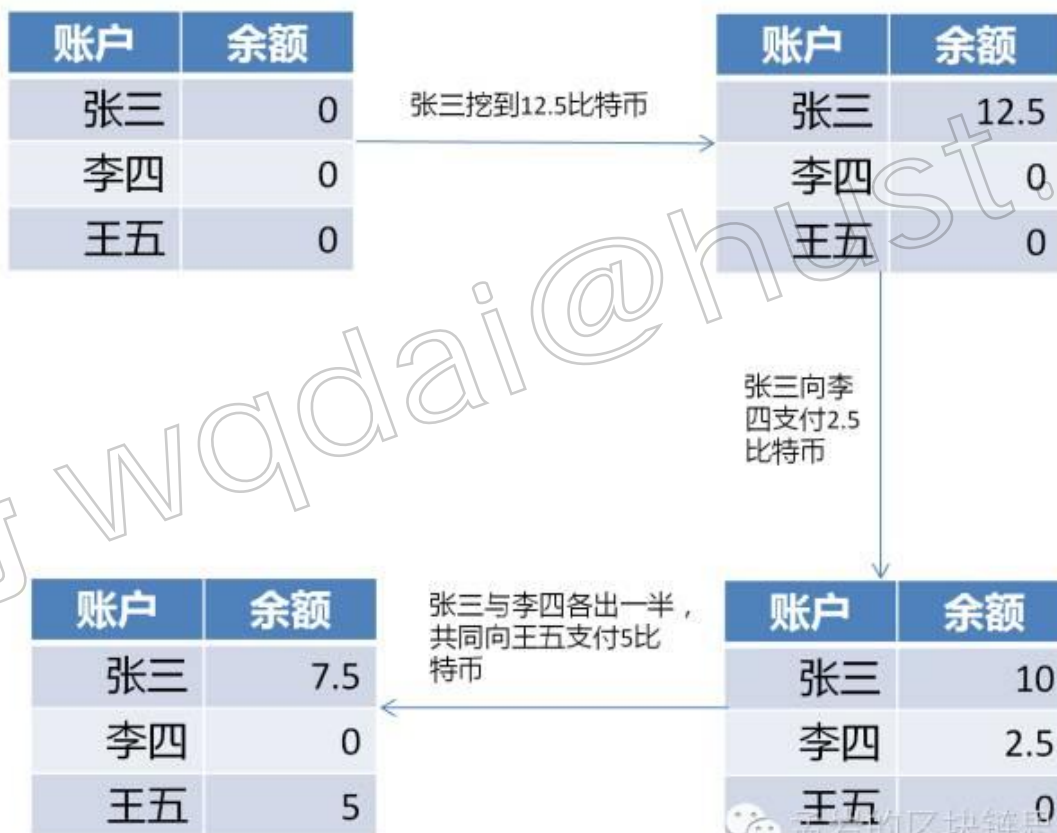 账户 余额
张三 0
李四 0
王五 0
张三挖到12.5比特币
账户 余额
张三 12.5
李四 0
王五 0
张三向李
四支付2.5
比特币
账户 余额
张三 10
李四 2.5
王五 0
张三与李四各出一半，
共同向王五支付5比
特币
账户 余额
张三 7.5
李四 0
王五 5
wqdai@hust.
的区块链思